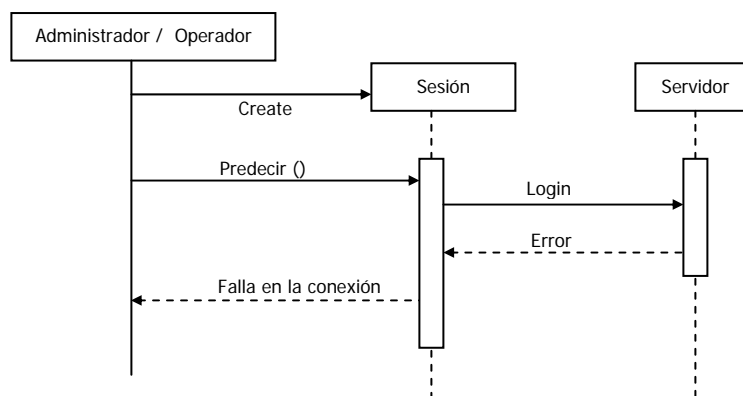 Administrador / Operador
Sesión
Servidor
Create
Predecir ()
Login
Error
Falla en la conexión